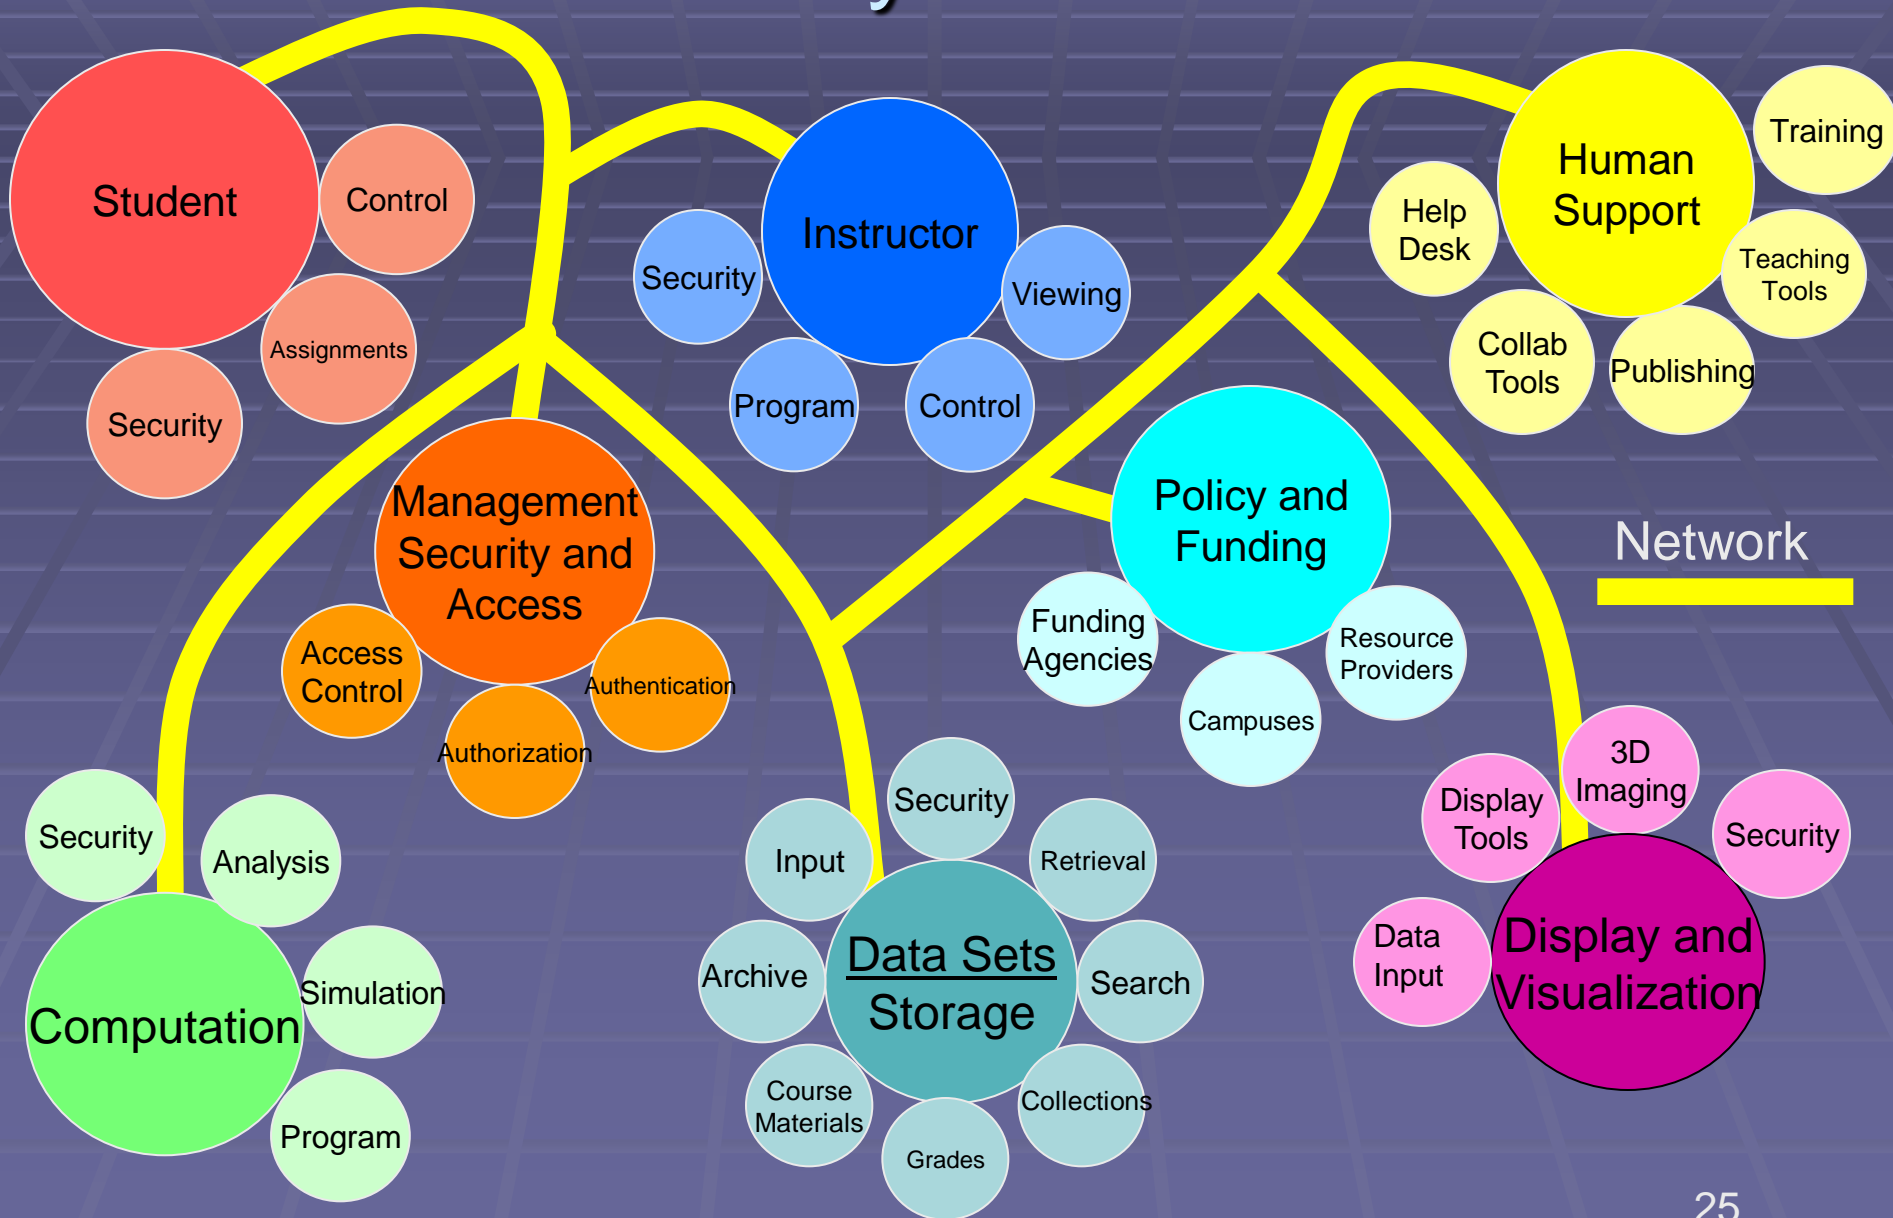 Student
Control
Assignments
Security
Instructor
Security
Program
Control
Viewing
Human
Support
Training
Help
Desk
Teaching
Tools
Collab
Tools
Publishing
Management
Security and
Access
Access
Control
Authorization
Authentication
Policy and
Funding
Funding
Agencies
Campuses
Resource
Providers
Network
Computation
Security
Analysis
Simulation
Program
Data Sets
Storage
Security
Input
Retrieval
Archive
Search
Course
Materials
Collections
Grades
Display and
Visualization
3D
Imaging
Display
Tools
Security
Data
Input
25